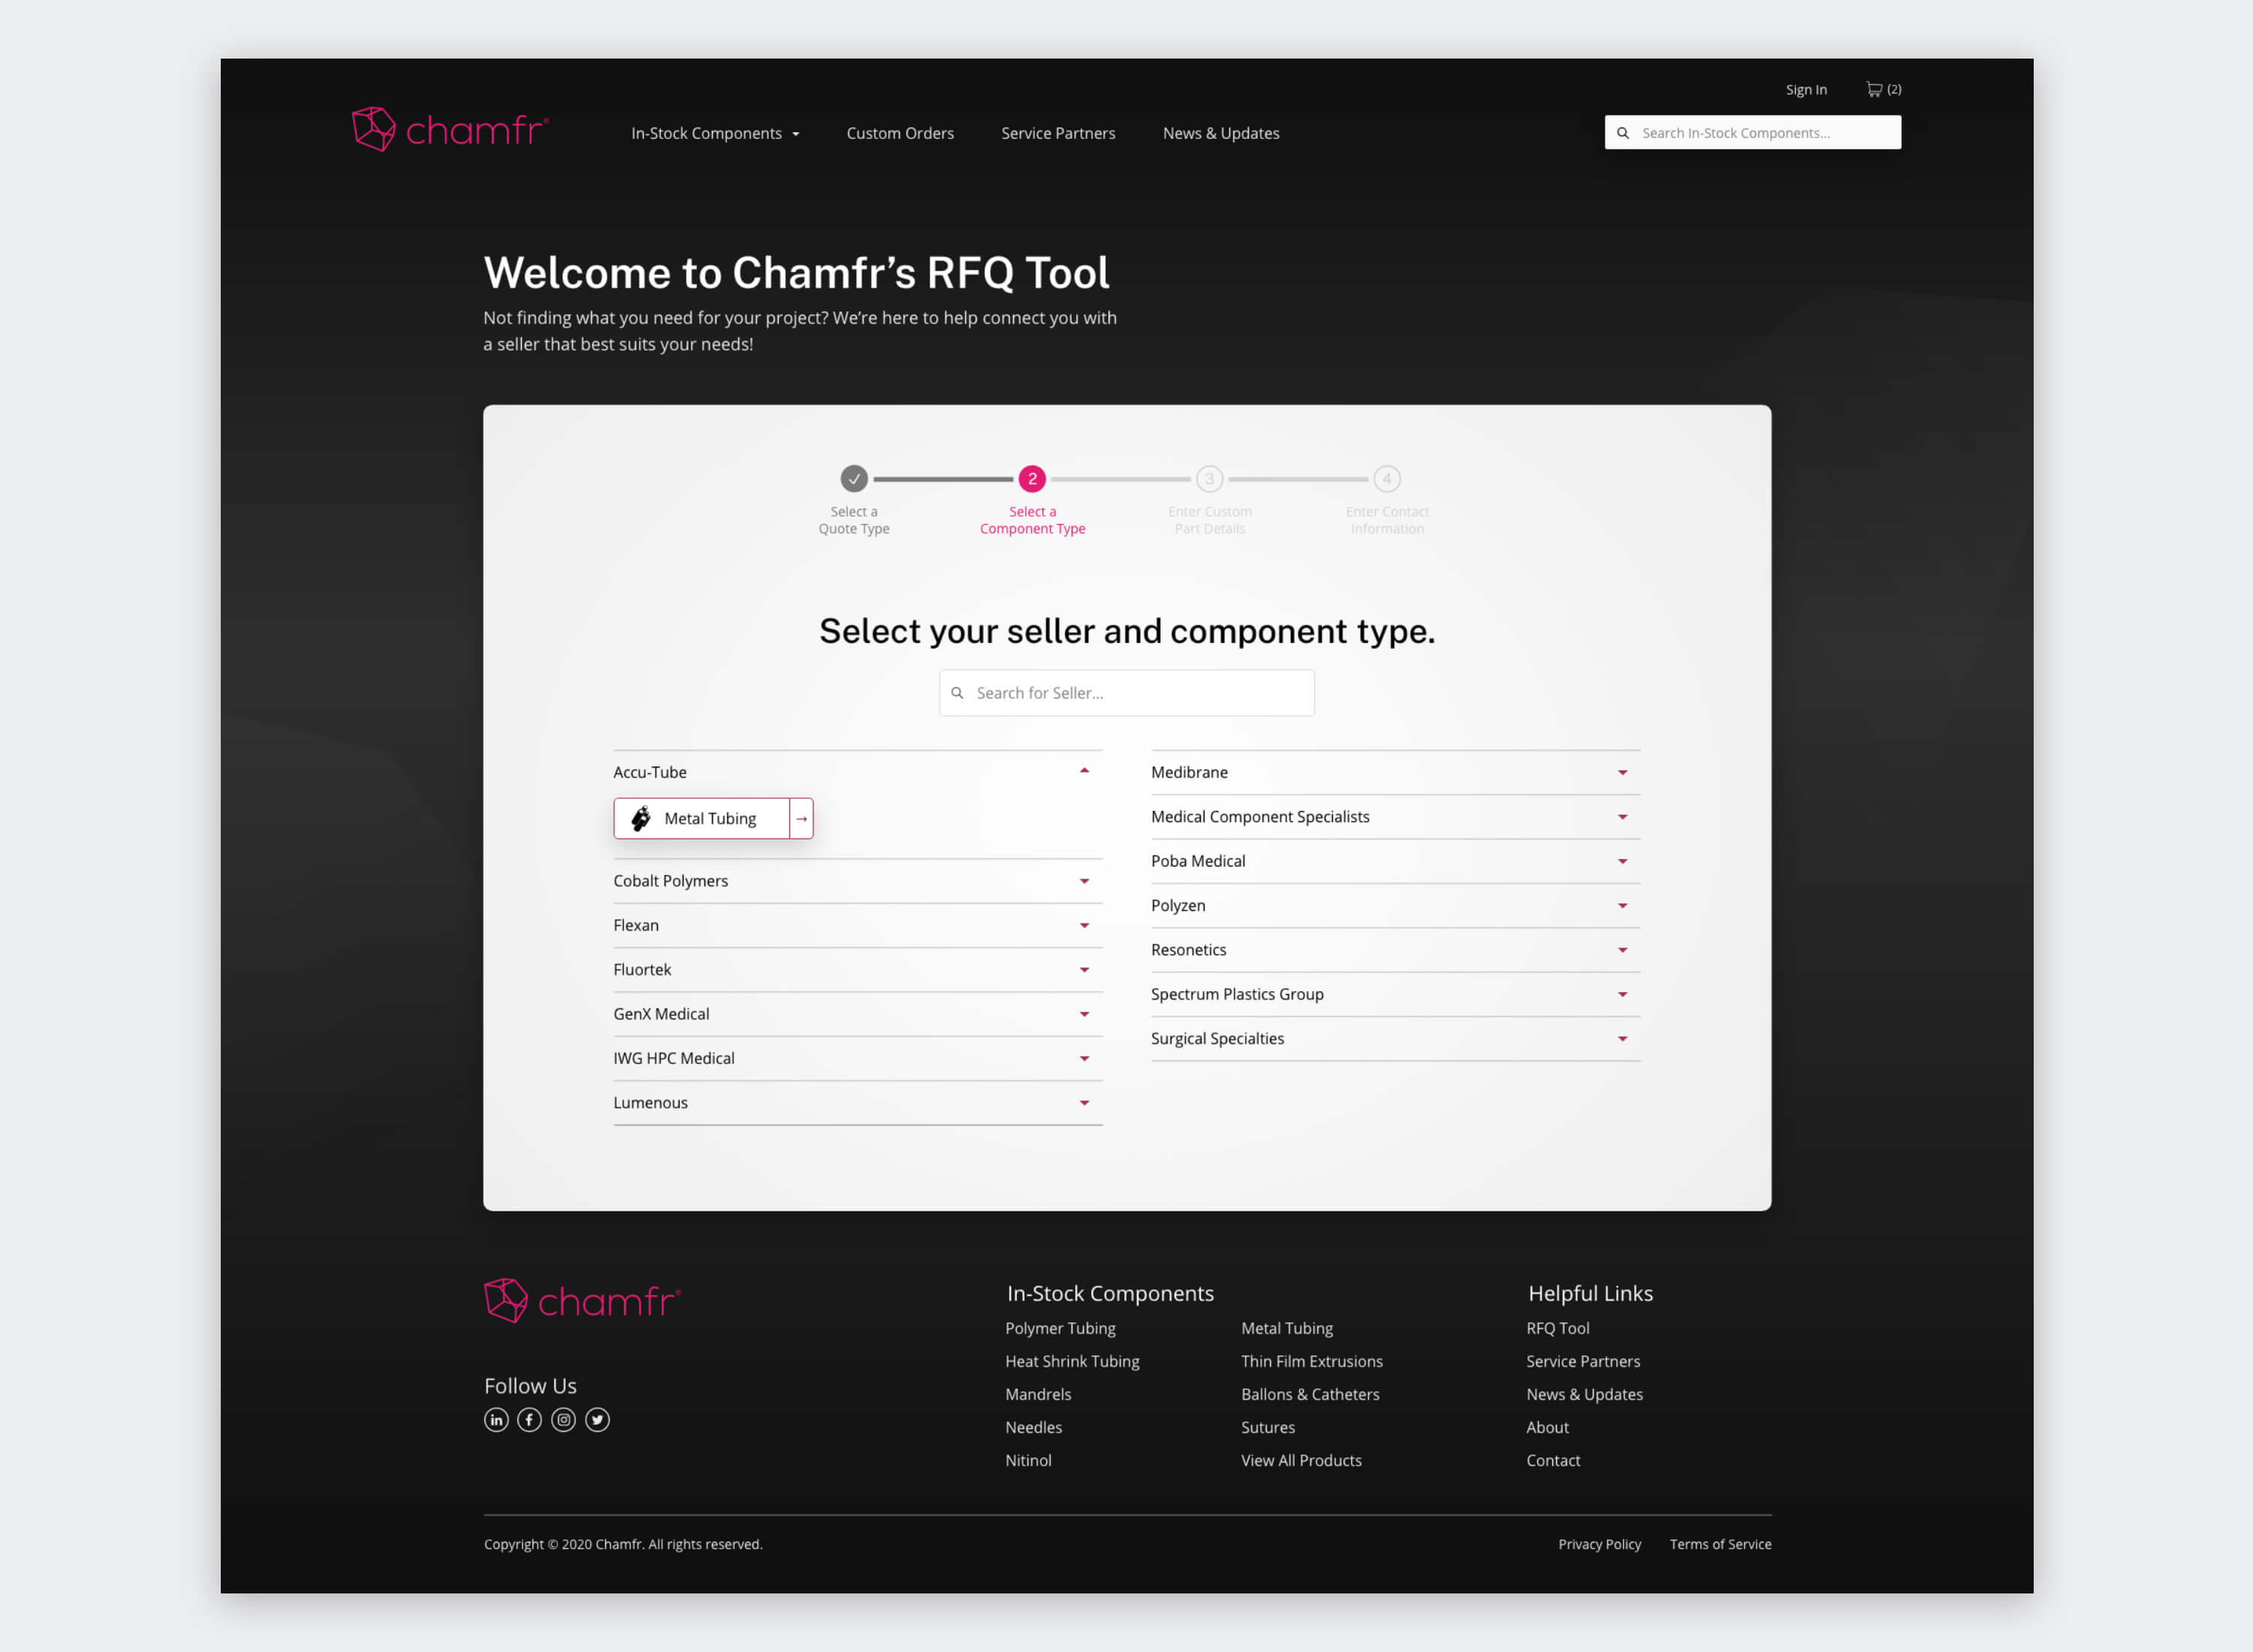 Sign In
(2)
chamfr®
In-Stock Components
Custom Orders
Service Partners
News & Updates
Search In-Stock Components...
Welcome to Chamfr’s RFQ Tool
Not finding what you need for your project? We’re here to help connect you with
a seller that best suits your needs!
2
3
4
Select a
Quote Type
Select a
Component Type
Enter Custom
Part Details
Enter Contact
Information
Select your seller and component type.
Search for Seller...
Accu-Tube
Metal Tubing
Cobalt Polymers
Flexan
Fluortek
GenX Medical
IWG HPC Medical
Lumenous
Medibrane
Medical Component Specialists
Poba Medical
Polyzen
Resonetics
Spectrum Plastics Group
Surgical Specialties
chamfr®
Follow Us
In-Stock Components
Polymer Tubing
Heat Shrink Tubing
Mandrels
Needles
Nitinol
Metal Tubing
Thin Film Extrusions
Ballons & Catheters
Sutures
View All Products
Helpful Links
RFQ Tool
Service Partners
News & Updates
About
Contact
Copyright © 2020 Chamfr. All rights reserved.
Privacy Policy
Terms of Service